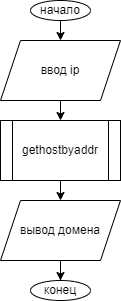 начало
ввод ip
gethostbyaddr
вывод домена
конец